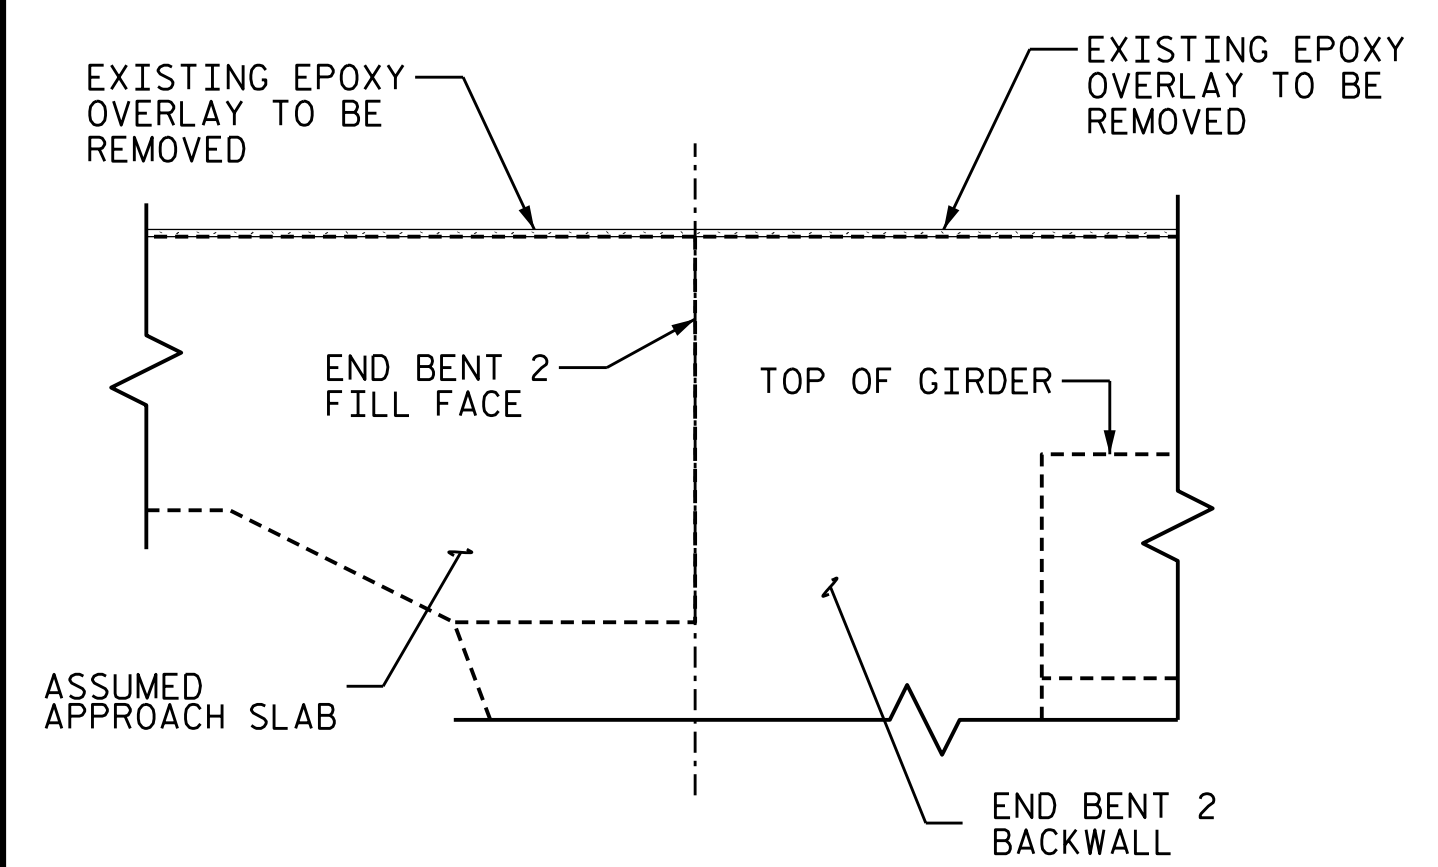 EXISTING EPOXY
OVERLAY TO BE
REMOVED
EXISTING EPOXY
OVERLAY TO BE
REMOVED
END BENT 2
FILL FACE
TOP OF GIRDER
ASSUMED
APPROACH SLAB
END BENT 2
BACKWALL